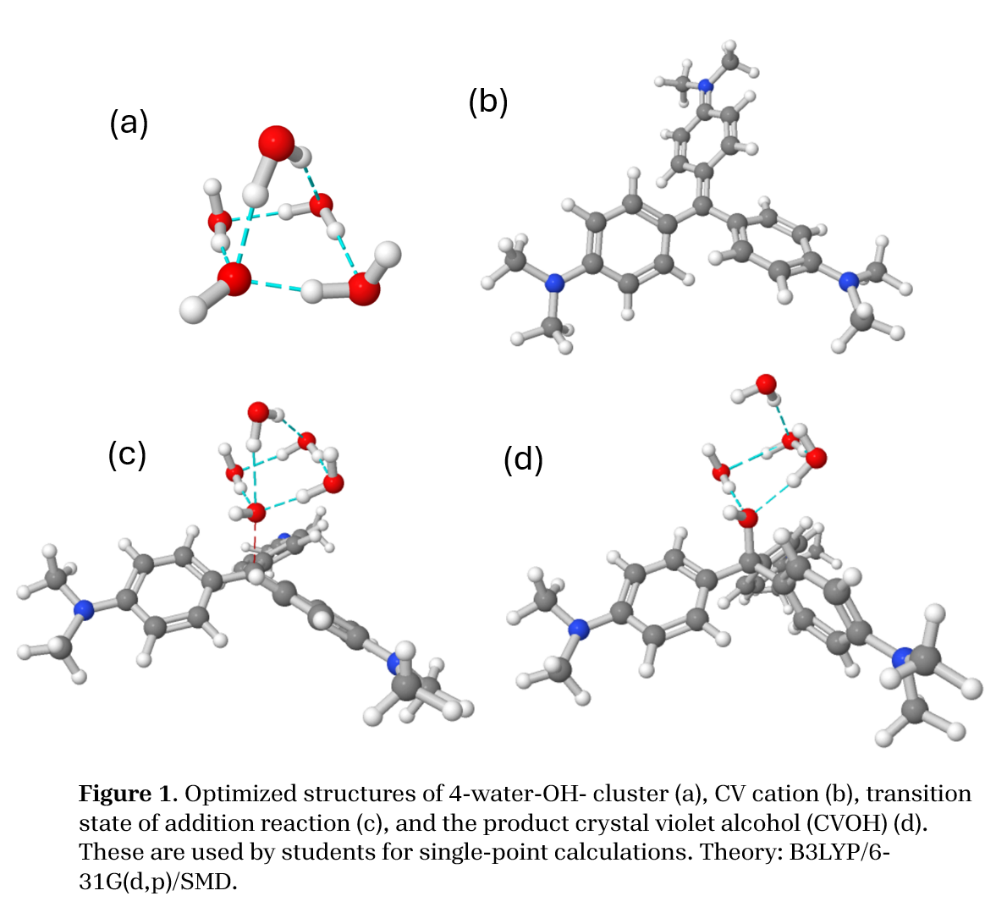 (a)
(b)
(c)
(d)
Figure 1. Optimized structures of 4-water-OH- cluster (a), CV cation (b), transition
state of addition reaction (c), and the product crystal violet alcohol (CVOH) (d).
These are used by students for single-point calculations. Theory: B3LYP/6-
31G(d,p)/SMD.